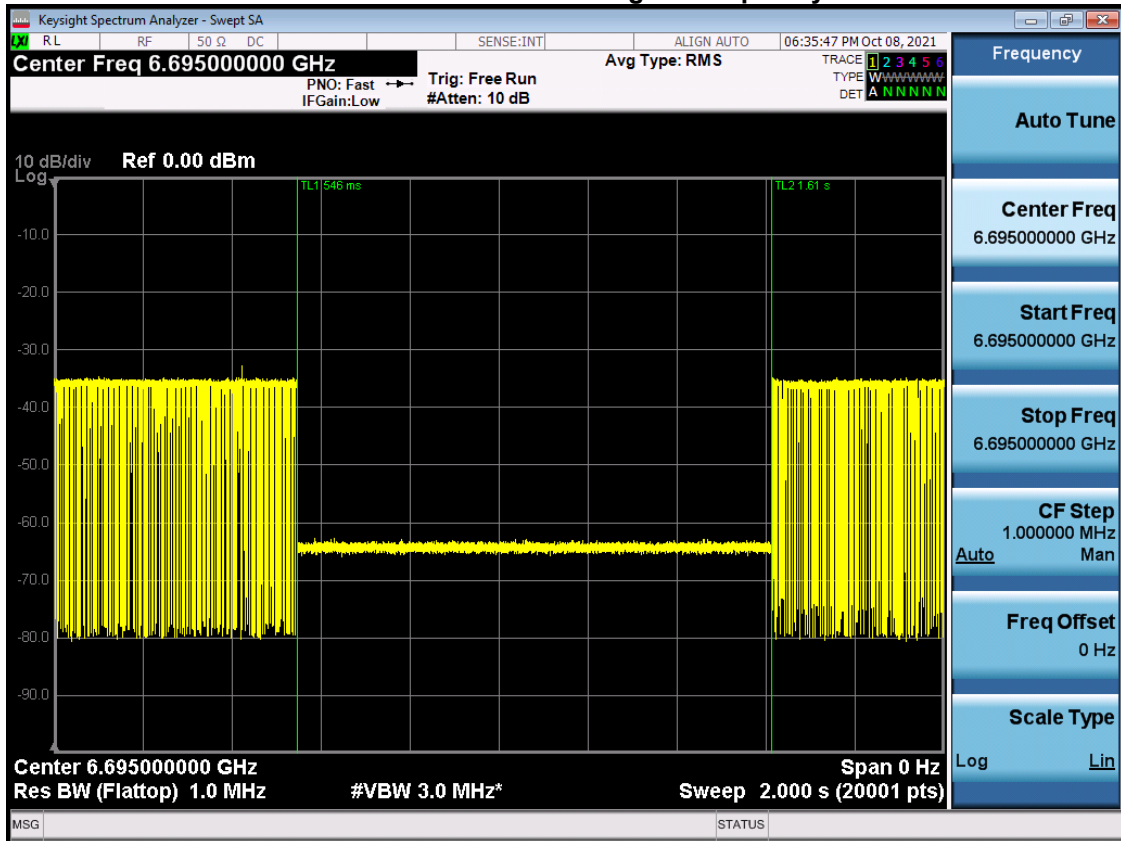 Keysight Spectrum Analyzer - Swept SA
LXI RL RF 50 Ω DC SENSE:INT ALIGN AUTO 06:35:47 PM Oct 08, 2021
Center Freq 6.695000000 GHz
PNO: Fast
IFGain:Low
Trig: Free Run
#Atten: 10 dB
Avg Type: RMS
TRACE 1 2 3 4 5 6
TYPE WWWWWWW
DET A N N N N N
10 dB/div Ref 0.00 dBm
Log
TL1 546 ms
TL2 1.61 s
-10.0
-20.0
-30.0
-40.0
-50.0
-60.0
-70.0
-80.0
-90.0
Center 6.695000000 GHz
Span 0 Hz
Res BW (Flattop) 1.0 MHz
#VBW 3.0 MHz*
Sweep 2.000 s (20001 pts)
MSG
STATUS
Frequency
Auto Tune
Center Freq
6.695000000 GHz
Start Freq
6.695000000 GHz
Stop Freq
6.695000000 GHz
CF Step
1.000000 MHz
Auto Man
Freq Offset
0 Hz
Scale Type
Log Lin